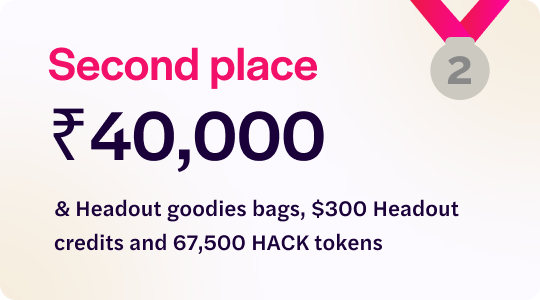 Second place
2
₹40,000
& Headout goodies bags, $300 Headout
credits and 67,500 HACK tokens